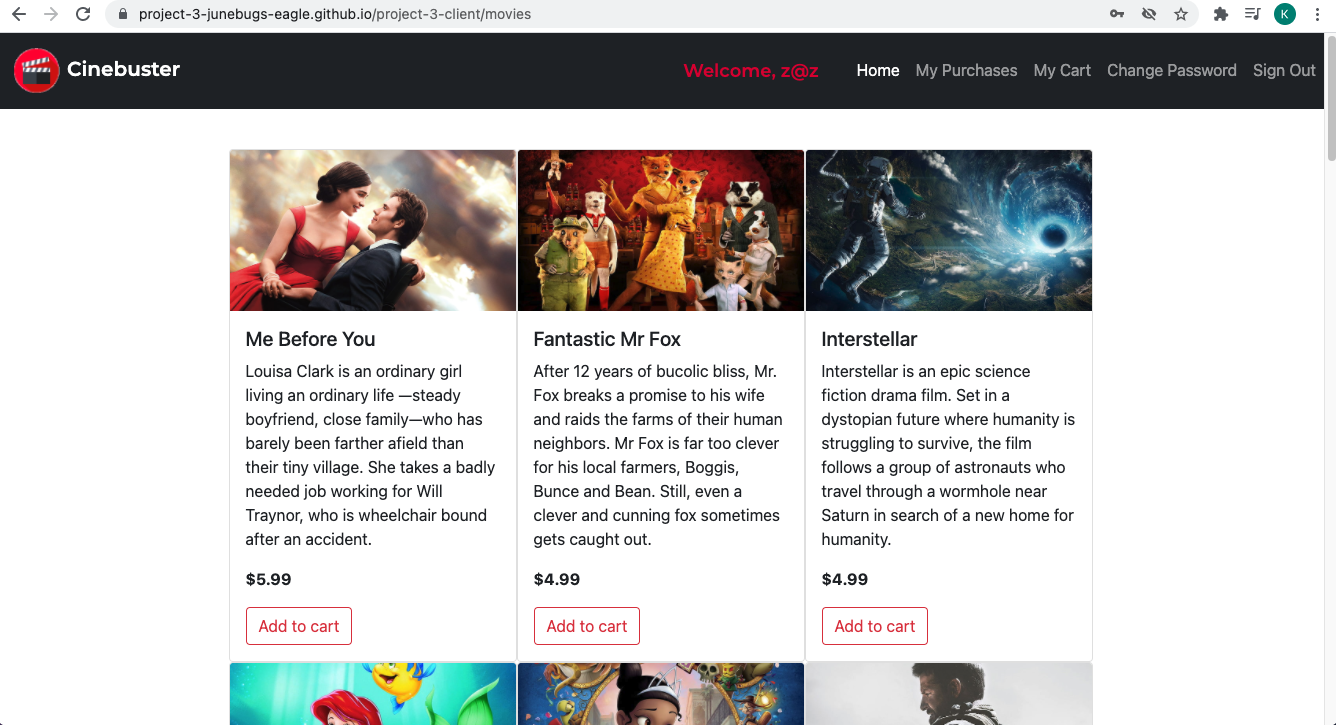 project-3-junebugs-eagle.github.io/project-3-client/movies
K
Cinebuster
Welcome, z@z
Home
My Purchases
My Cart
Change Password
Sign Out
Me Before You
Louisa Clark is an ordinary girl
living an ordinary life —steady
boyfriend, close family—who has
barely been farther afield than
their tiny village. She takes a badly
needed job working for Will
Traynor, who is wheelchair bound
after an accident.
$5.99
Add to cart
Fantastic Mr Fox
After 12 years of bucolic bliss, Mr.
Fox breaks a promise to his wife
and raids the farms of their human
neighbors. Mr Fox is far too clever
for his local farmers, Boggis,
Bunce and Bean. Still, even a
clever and cunning fox sometimes
gets caught out.
$4.99
Add to cart
Interstellar
Interstellar is an epic science
fiction drama film. Set in a
dystopian future where humanity is
struggling to survive, the film
follows a group of astronauts who
travel through a wormhole near
Saturn in search of a new home for
humanity.
$4.99
Add to cart